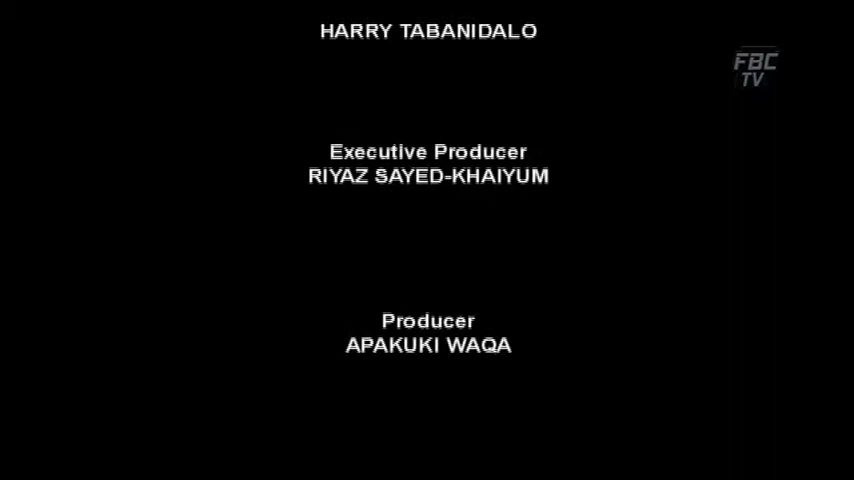 HARRY TABANIDALO
FBC
TV
Executive Producer
RIYAZ SAYED-KHAIYUM
Producer
APAKUKI WAQA